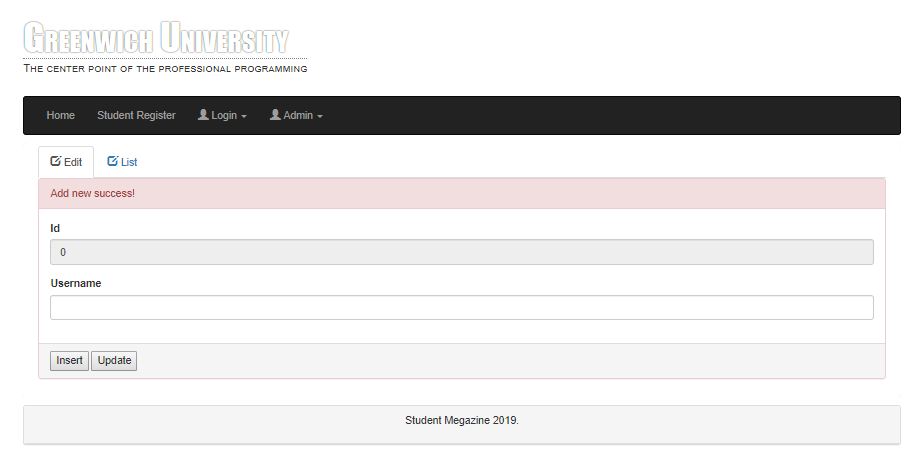 Greenwich University
The center point of the professional programming
Home Student Register Login Admin
Edit List
Add new success!
Id
0
Username
Insert Update
Student Megazine 2019.